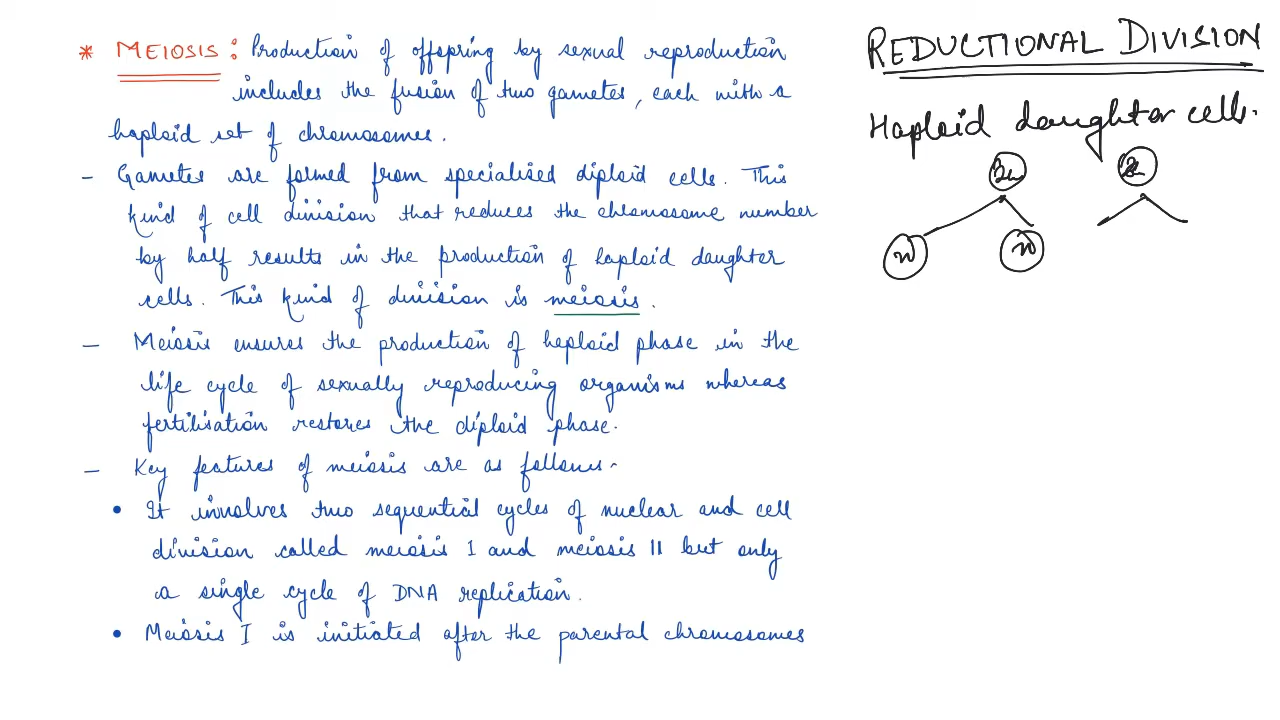 * MEIOSIS: Production of offspring by sexual reproduction
includes the fusion of two gametes, each with a
haploid set of chromosomes.
- Gametes are formed from specialised diploid cells. This
kind of cell division that reduces the chromosome number
by half results in the production of haploid daughter
cells. This kind of division is meiosis.
- Meiosis ensures the production of haploid phase in the
life cycle of sexually reproducing organisms whereas
fertilisation restores the diploid phase.
- Key features of meiosis are as follows -
• It involves two sequential cycles of nuclear and cell
division called meiosis I and meiosis II but only
a single cycle of DNA replication.
• Meiosis I is initiated after the parental chromosomes
REDUCTIONAL DIVISION
Haploid daughter cells.
2n
n n